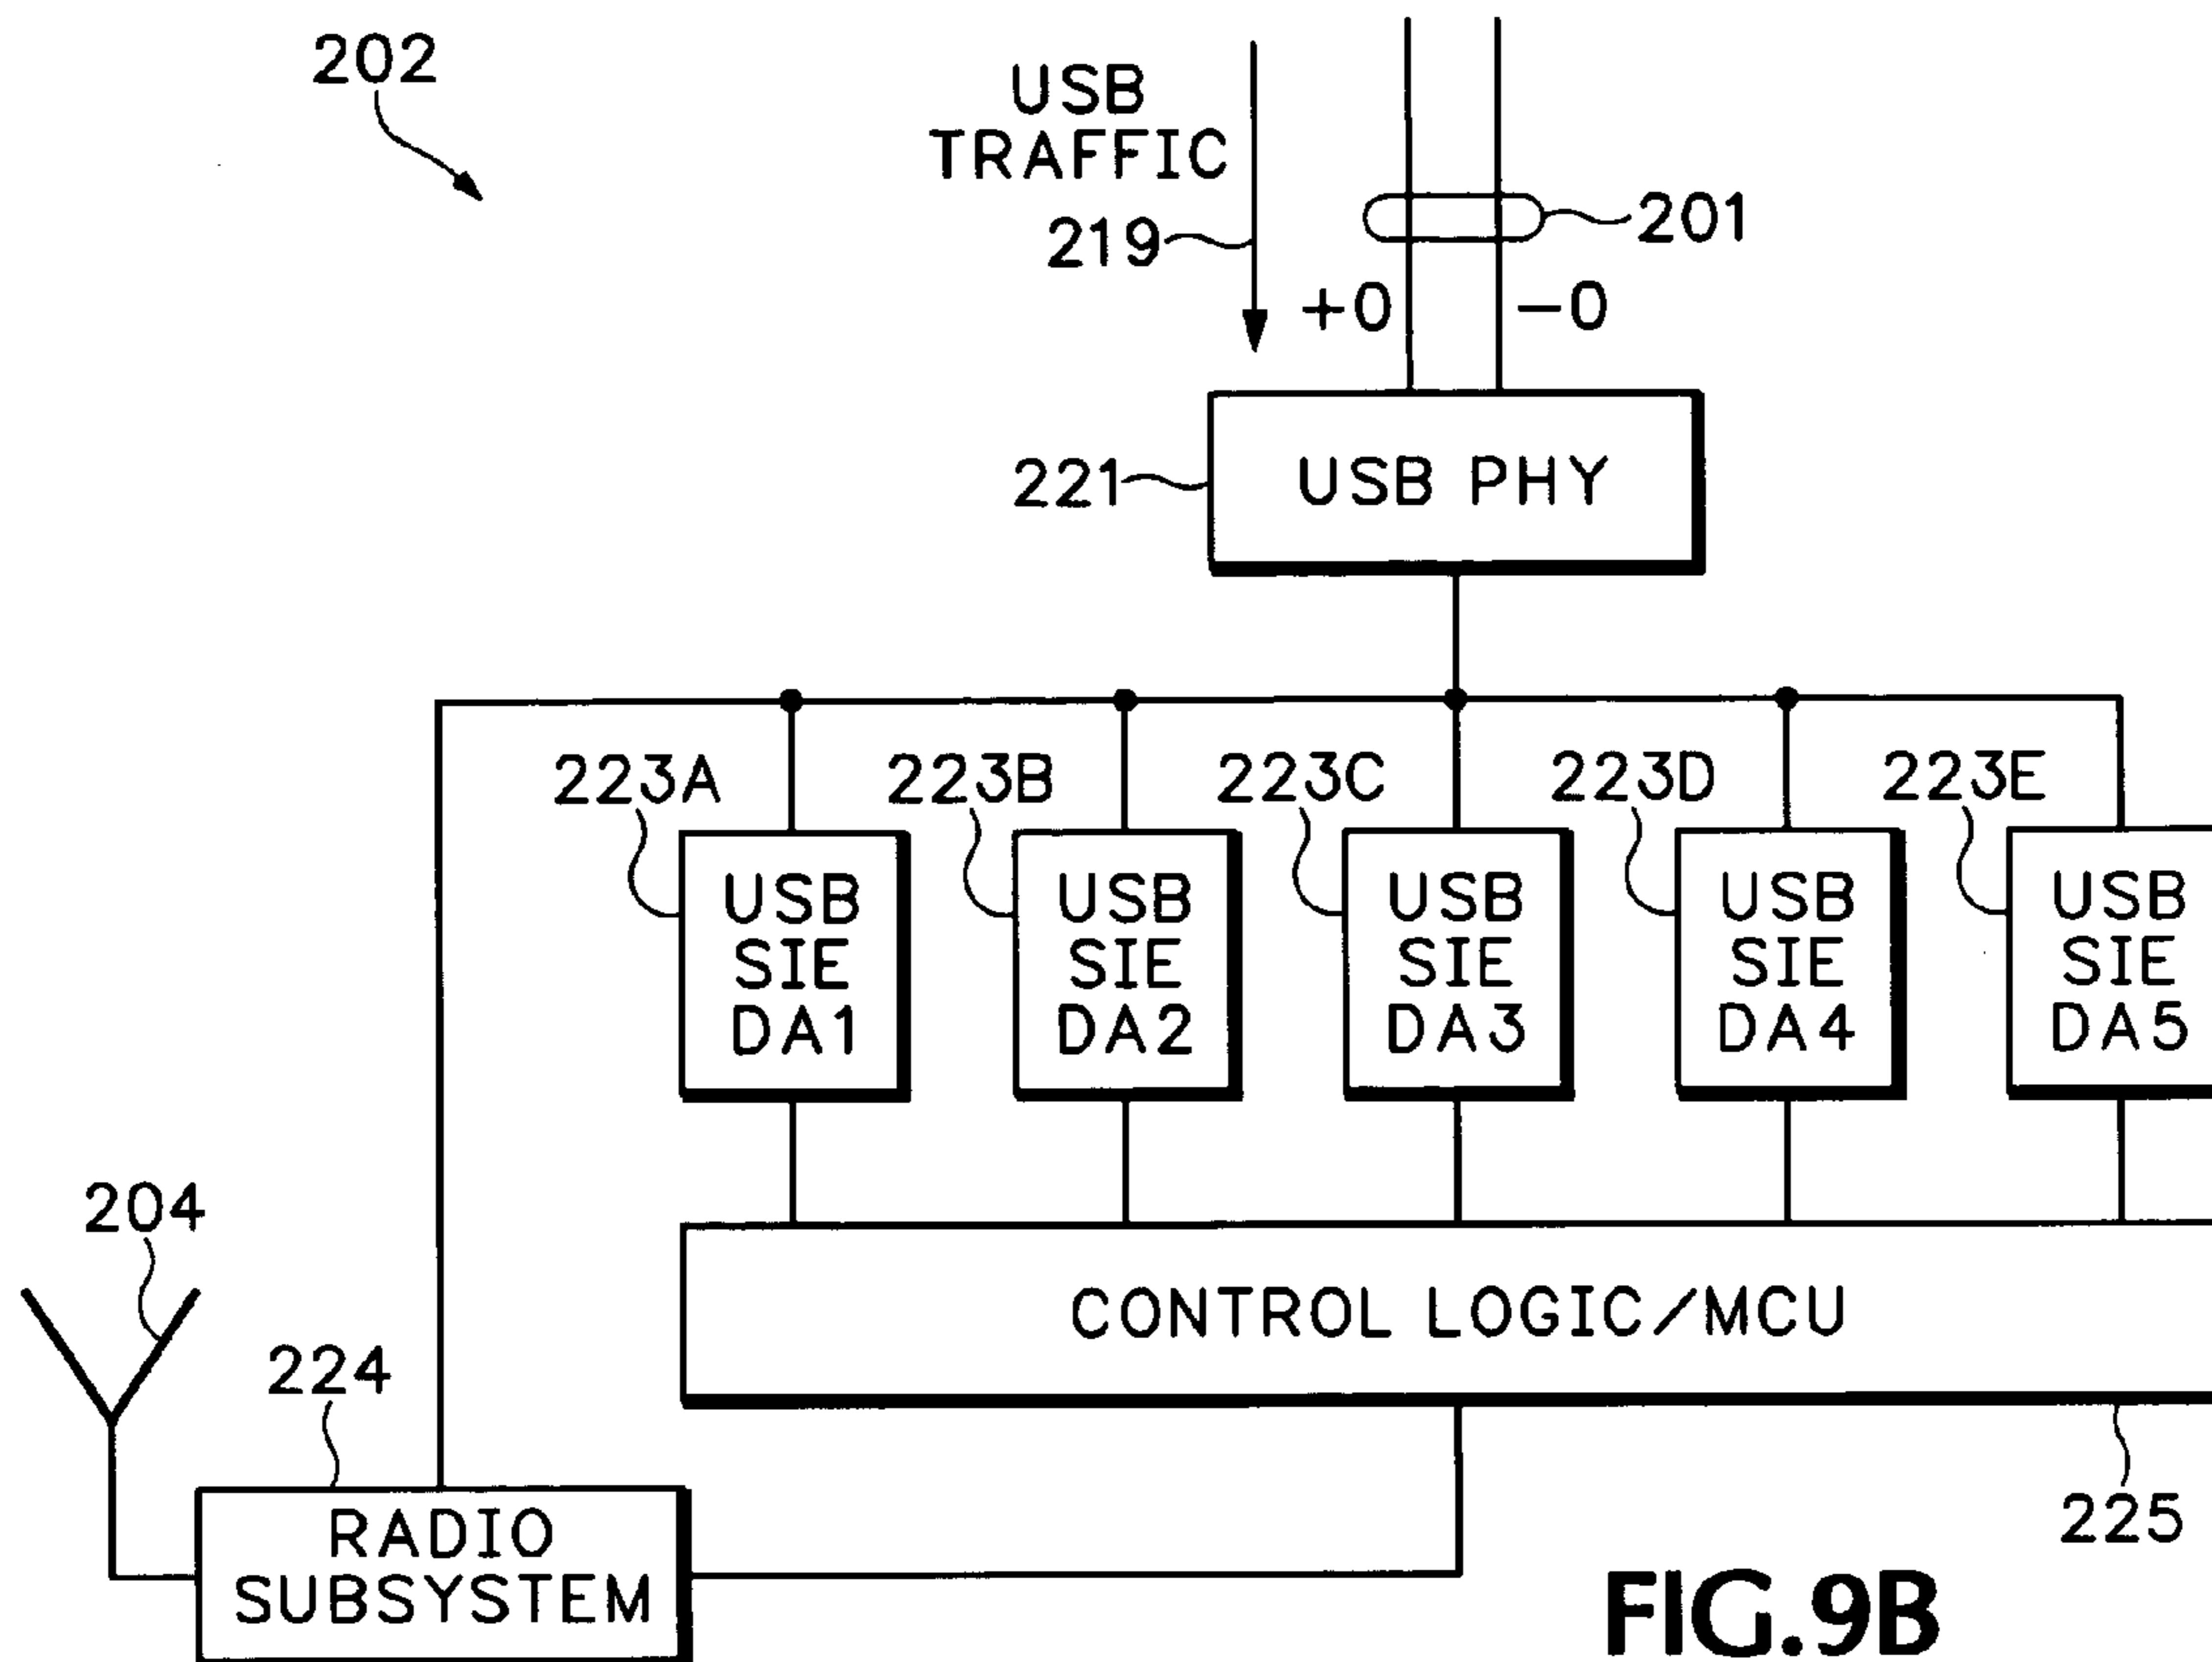 202
USB
TRAFFIC
219
201
+0
-0
221
USB PHY
223A
223B
223C
223D
223E
USB
SIE
DA1
USB
SIE
DA2
USB
SIE
DA3
USB
SIE
DA4
USB
SIE
DA5
204
CONTROL LOGIC/MCU
224
RADIO
SUBSYSTEM
225
FIG.9B